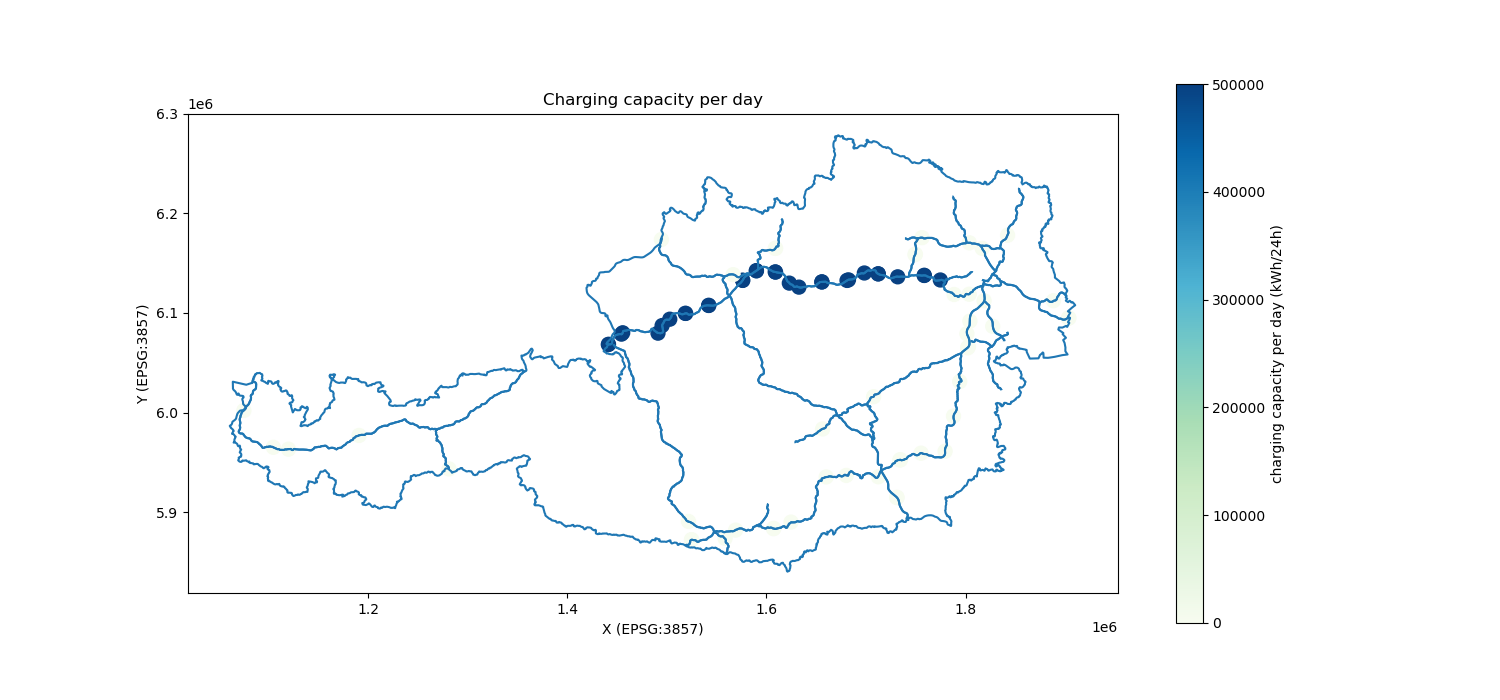 Charging capacity per day
1e6
6.3
6.2
6.1
6.0
5.9
Y (EPSG:3857)
1.2
1.4
1.6
1.8
1e6
X (EPSG:3857)
500000
400000
300000
200000
100000
0
charging capacity per day (kWh/24h)